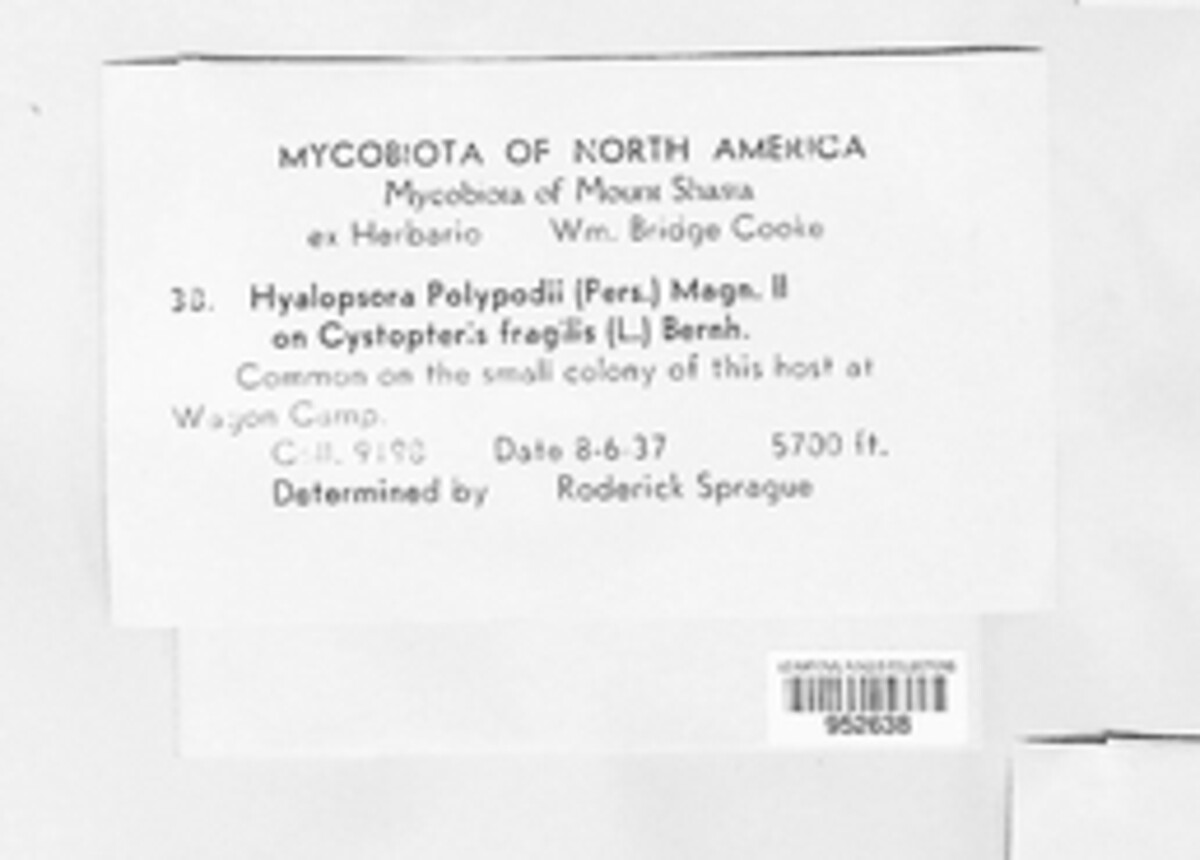 MYCOBIOTA OF NORTH AMERICA
Mycobiota of Mount Shasta
ex Herbario Wm. Bridge Cooke
38. Hyalopsora Polypodii (Pers.) Magn. II
on Cystopteris fragilis (L.) Bernh.
Common on the small colony of this host at
Wagon Camp.
Coll. Date 8-6-37 5700 ft.
Determined by Roderick Sprague
952638